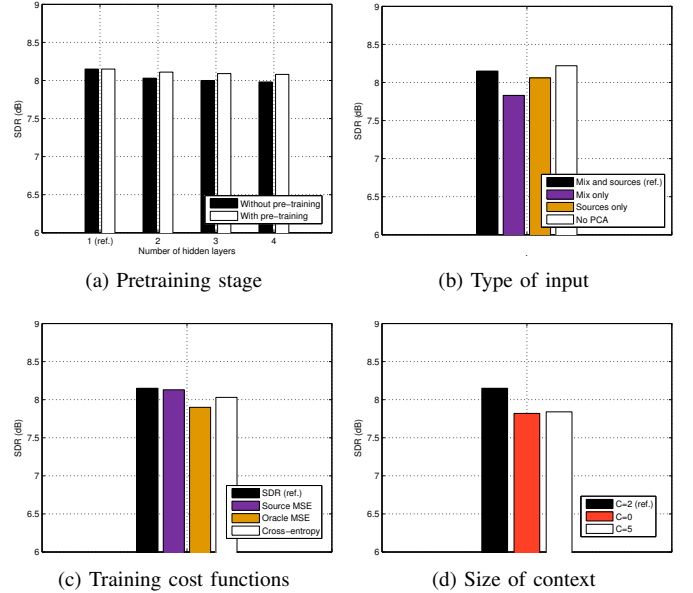 9
8.5
8
7.5
7
6.5
6
SDR (dB)
1 (ref.) 2 3 4
Number of hidden layers
Without pre-training
With pre-training
(a) Pretraining stage
9
8.5
8
7.5
7
6.5
6
SDR (dB)
Mix and sources (ref.)
Mix only
Sources only
No PCA
(b) Type of input
9
8.5
8
7.5
7
6.5
6
SDR (dB)
SDR (ref.)
Source MSE
Oracle MSE
Cross-entropy
(c) Training cost functions
9
8.5
8
7.5
7
6.5
6
SDR (dB)
C=2 (ref.)
C=0
C=5
(d) Size of context